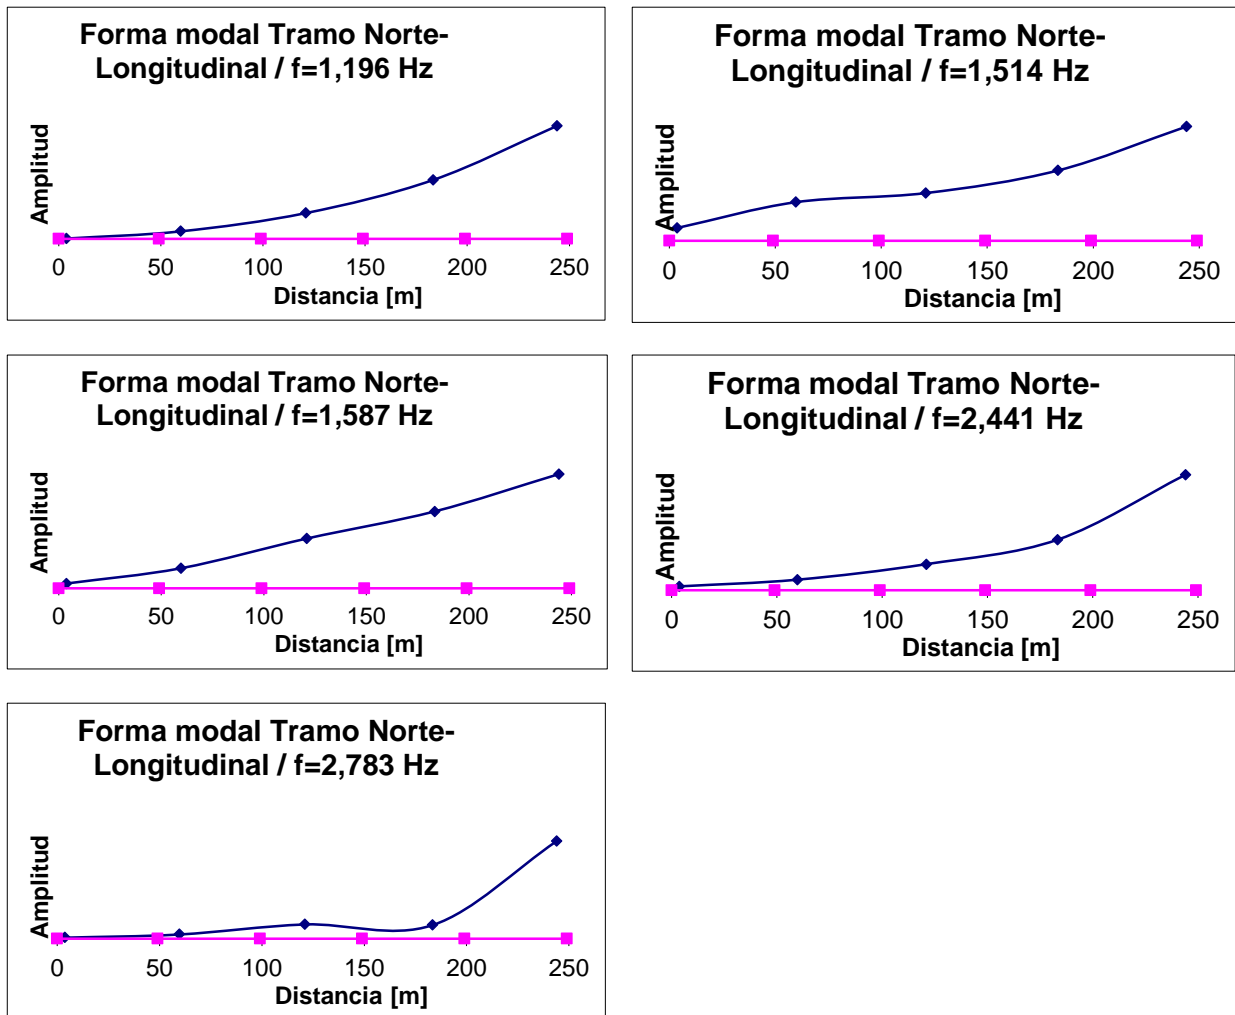 Forma modal Tramo Norte-
Longitudinal / f=1,196 Hz
Amplitud
0 50 100 150 200 250
Distancia [m]
Forma modal Tramo Norte-
Longitudinal / f=1,514 Hz
Amplitud
0 50 100 150 200 250
Distancia [m]
Forma modal Tramo Norte-
Longitudinal / f=1,587 Hz
Amplitud
0 50 100 150 200 250
Distancia [m]
Forma modal Tramo Norte-
Longitudinal / f=2,441 Hz
Amplitud
0 50 100 150 200 250
Distancia [m]
Forma modal Tramo Norte-
Longitudinal / f=2,783 Hz
Amplitud
0 50 100 150 200 250
Distancia [m]